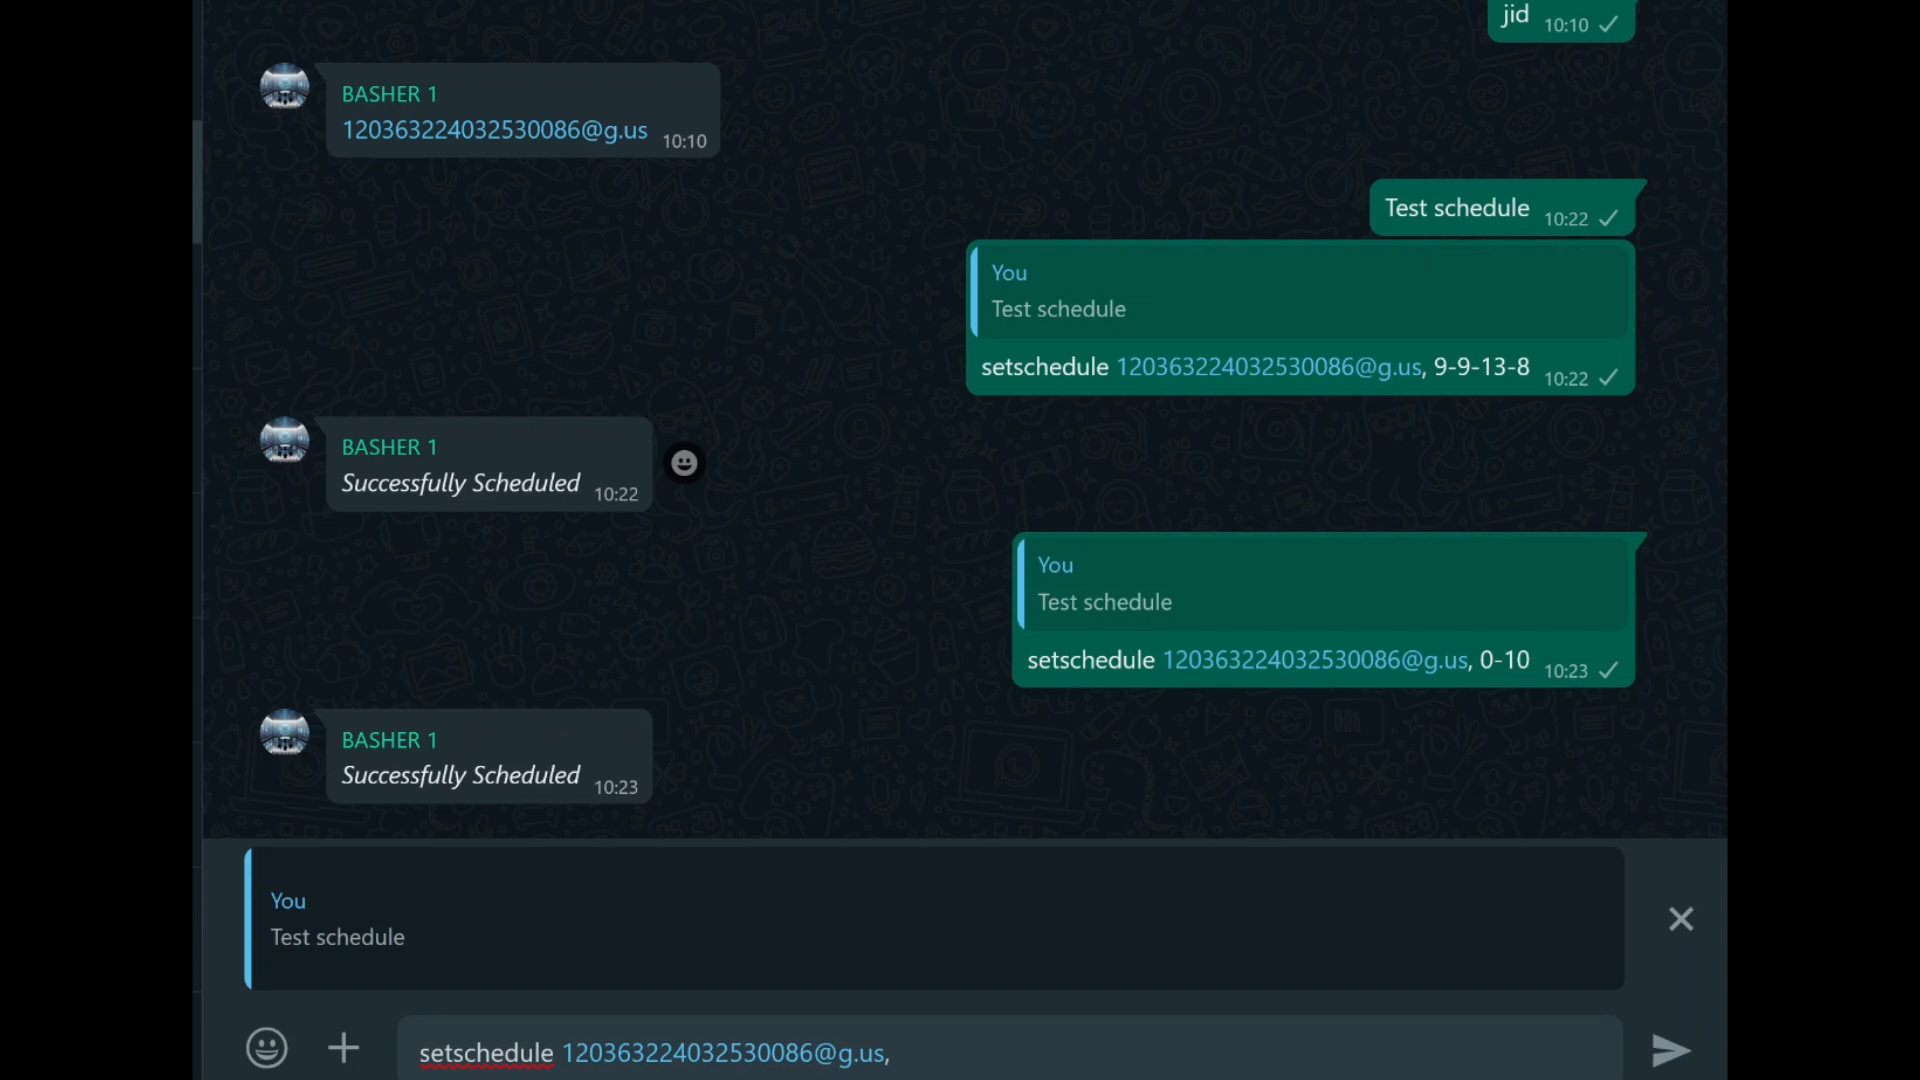 jid 10:10
BASHER 1
120363224032530086@g.us 10:10
Test schedule 10:22
You
Test schedule
setschedule 120363224032530086@g.us, 9-9-13-8 10:22
BASHER 1
Successfully Scheduled 10:22
You
Test schedule
setschedule 120363224032530086@g.us, 0-10 10:23
BASHER 1
Successfully Scheduled 10:23
You
Test schedule
setschedule 120363224032530086@g.us,